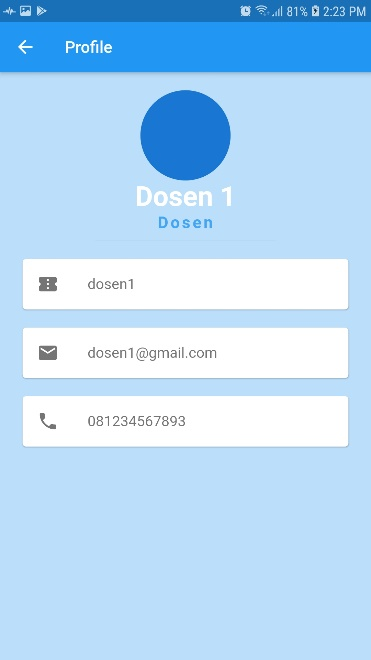 81% 2:23 PM
Profile
Dosen 1
Dosen
dosen1
dosen1@gmail.com
081234567893